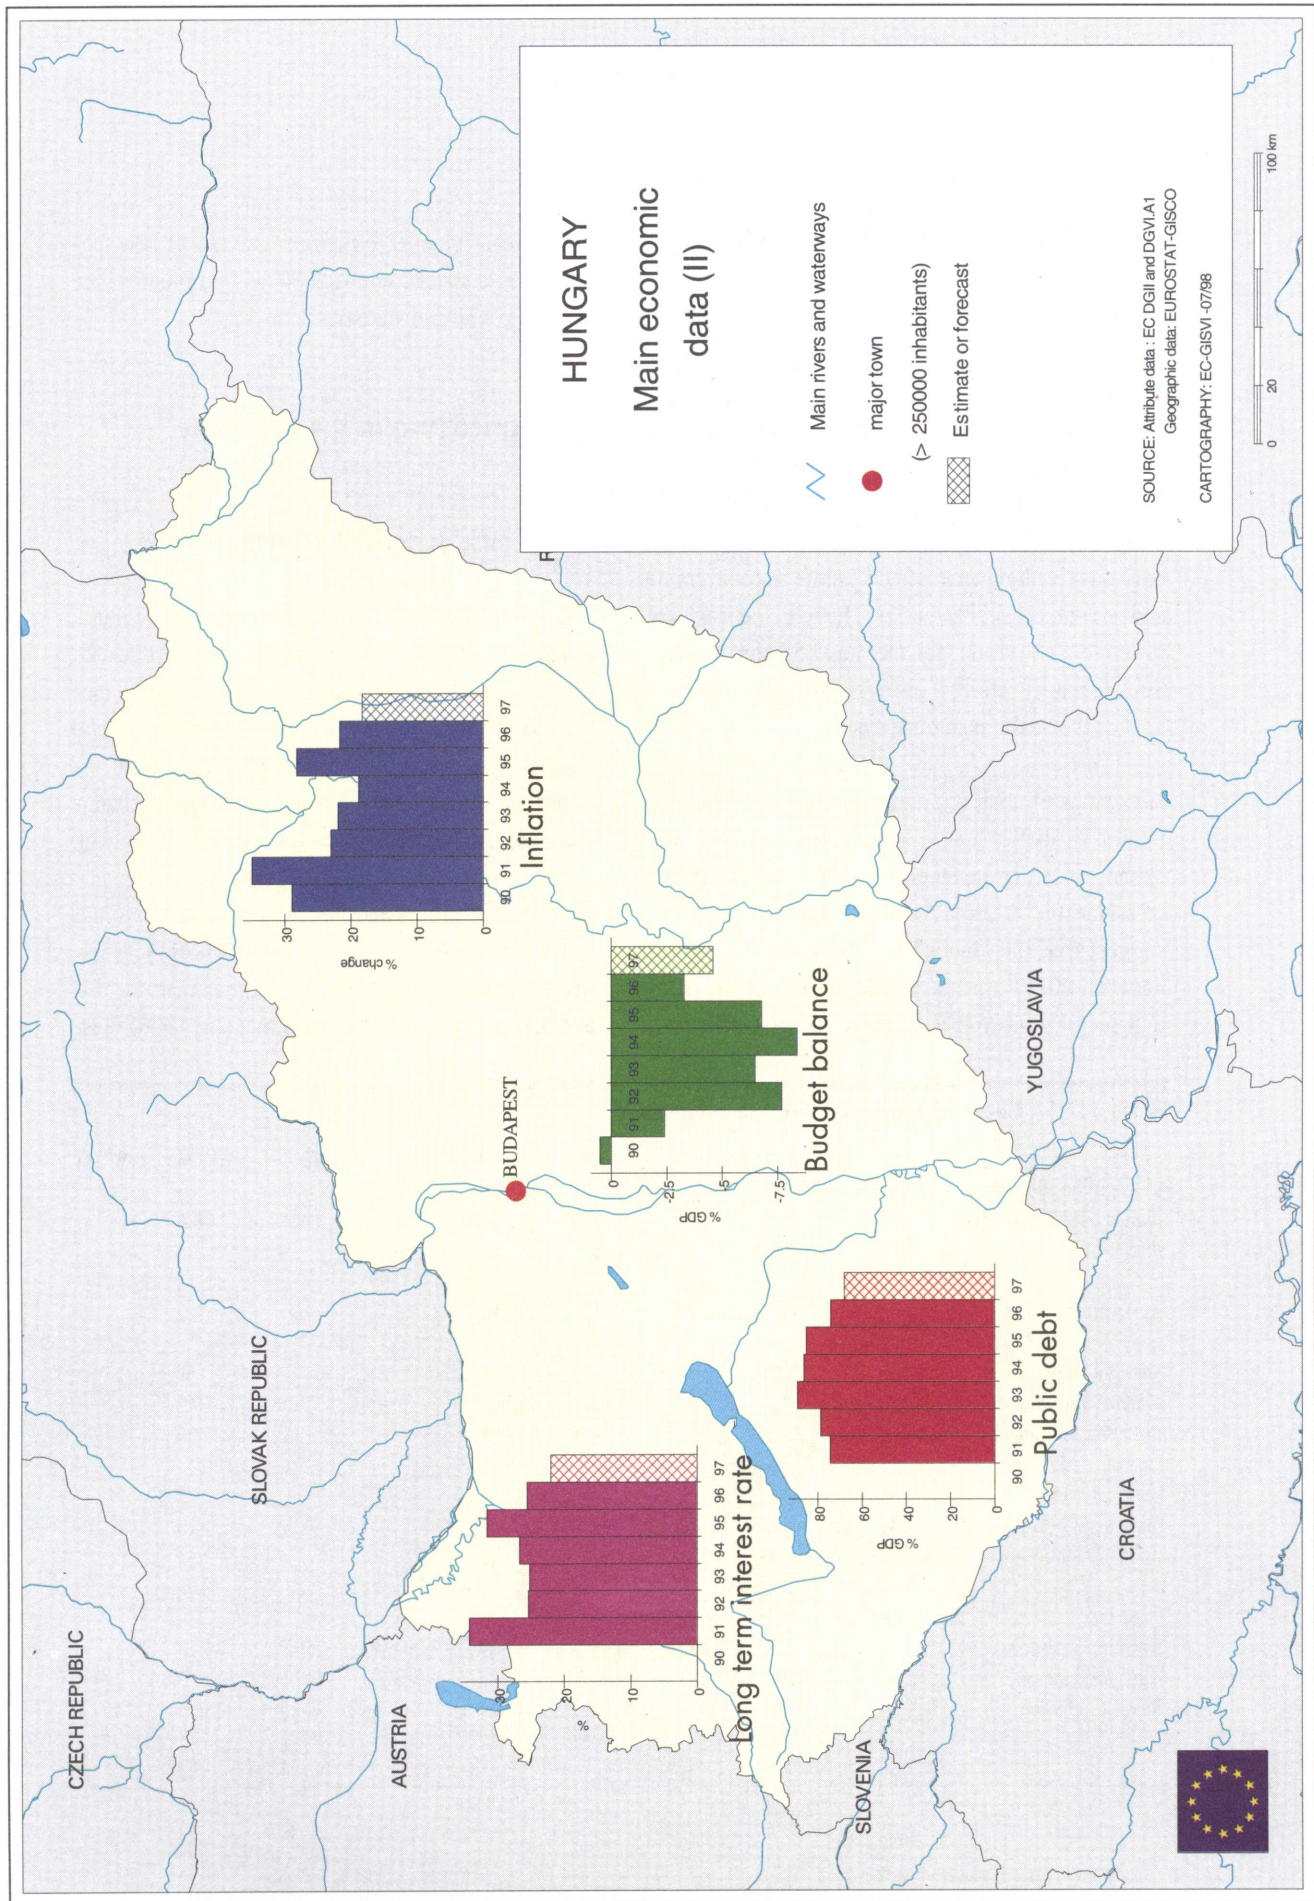 HUNGARY
Main economic
data (II)
Main rivers and waterways
major town
(> 250000 inhabitants)
Estimate or forecast
SOURCE: Attribute data : EC DGII and DGVI.A1
Geographic data: EUROSTAT-GISCO
CARTOGRAPHY: EC-GISVI -07/98
0 20 100 km
CZECH REPUBLIC
SLOVAK REPUBLIC
AUSTRIA
BUDAPEST
SLOVENIA
CROATIA
YUGOSLAVIA
R
% change
30
20
10
0
90 91 92 93 94 95 96 97
Inflation
% GDP
0
-2.5
-5
-7.5
90 91 92 93 94 95 96 97
Budget balance
%
30
20
10
0
90 91 92 93 94 95 96 97
Long term interest rate
% GDP
80
60
40
20
0
90 91 92 93 94 95 96 97
Public debt